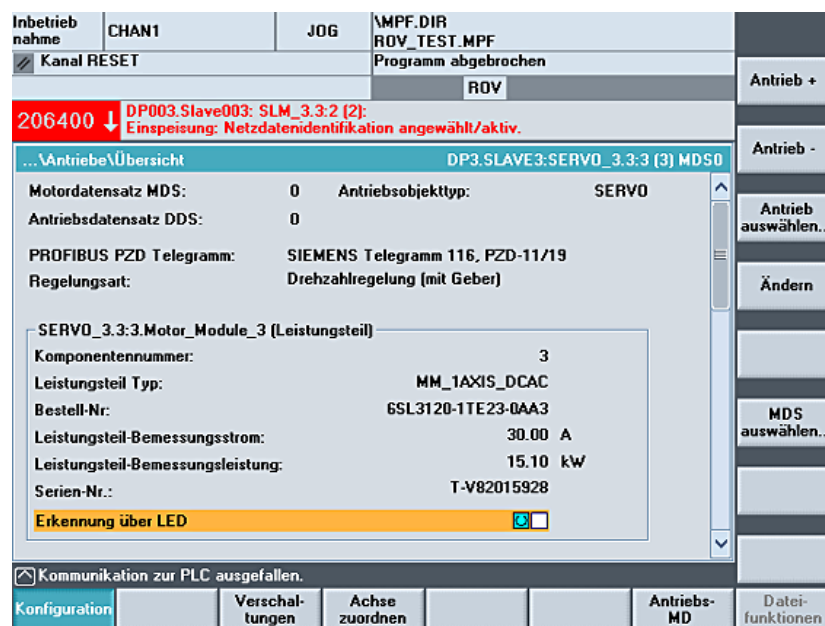 Inbetrieb
nahme
CHAN1
JOG
\MPF.DIR
ROV_TEST.MPF
Kanal RESET
Programm abgebrochen
ROV
206400
DP003.Slave003: SLM_3.3:2 (2):
Einspeisung: Netzdatenidentifikation angewählt/aktiv.
...\Antriebe\Übersicht
DP3.SLAVE3:SERVO_3.3:3 (3) MDS0
Motordatensatz MDS: 0 Antriebsobjekttyp: SERVO
Antriebsdatensatz DDS: 0
PROFIBUS PZD Telegramm: SIEMENS Telegramm 116, PZD-11/19
Regelungsart: Drehzahlregelung (mit Geber)
SERVO_3.3:3.Motor_Module_3 (Leistungsteil)
Komponentennummer: 3
Leistungsteil Typ: MM_1AXIS_DCAC
Bestell-Nr: 6SL3120-1TE23-0AA3
Leistungsteil-Bemessungsstrom: 30.00 A
Leistungsteil-Bemessungsleistung: 15.10 kW
Serien-Nr.: T-V82015928
Erkennung über LED
Kommunikation zur PLC ausgefallen.
Antrieb +
Antrieb -
Antrieb
auswählen..
Ändern
MDS
auswählen..
Konfiguration
Verschal-
tungen
Achse
zuordnen
Antriebs-
MD
Datei-
funktionen